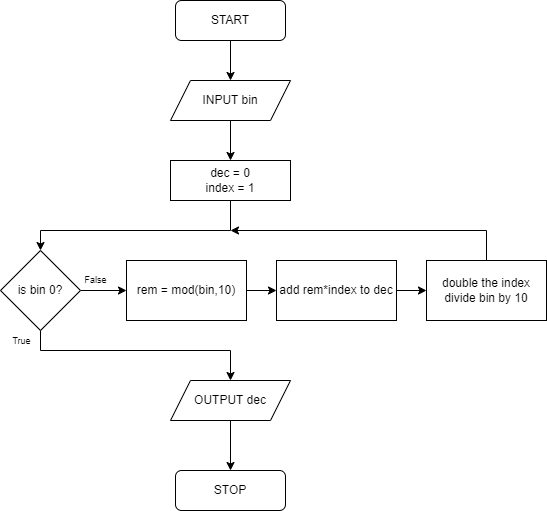 START
INPUT bin
dec = 0
index = 1
is bin 0?
False
rem = mod(bin,10)
add rem*index to dec
double the index
divide bin by 10
True
OUTPUT dec
STOP